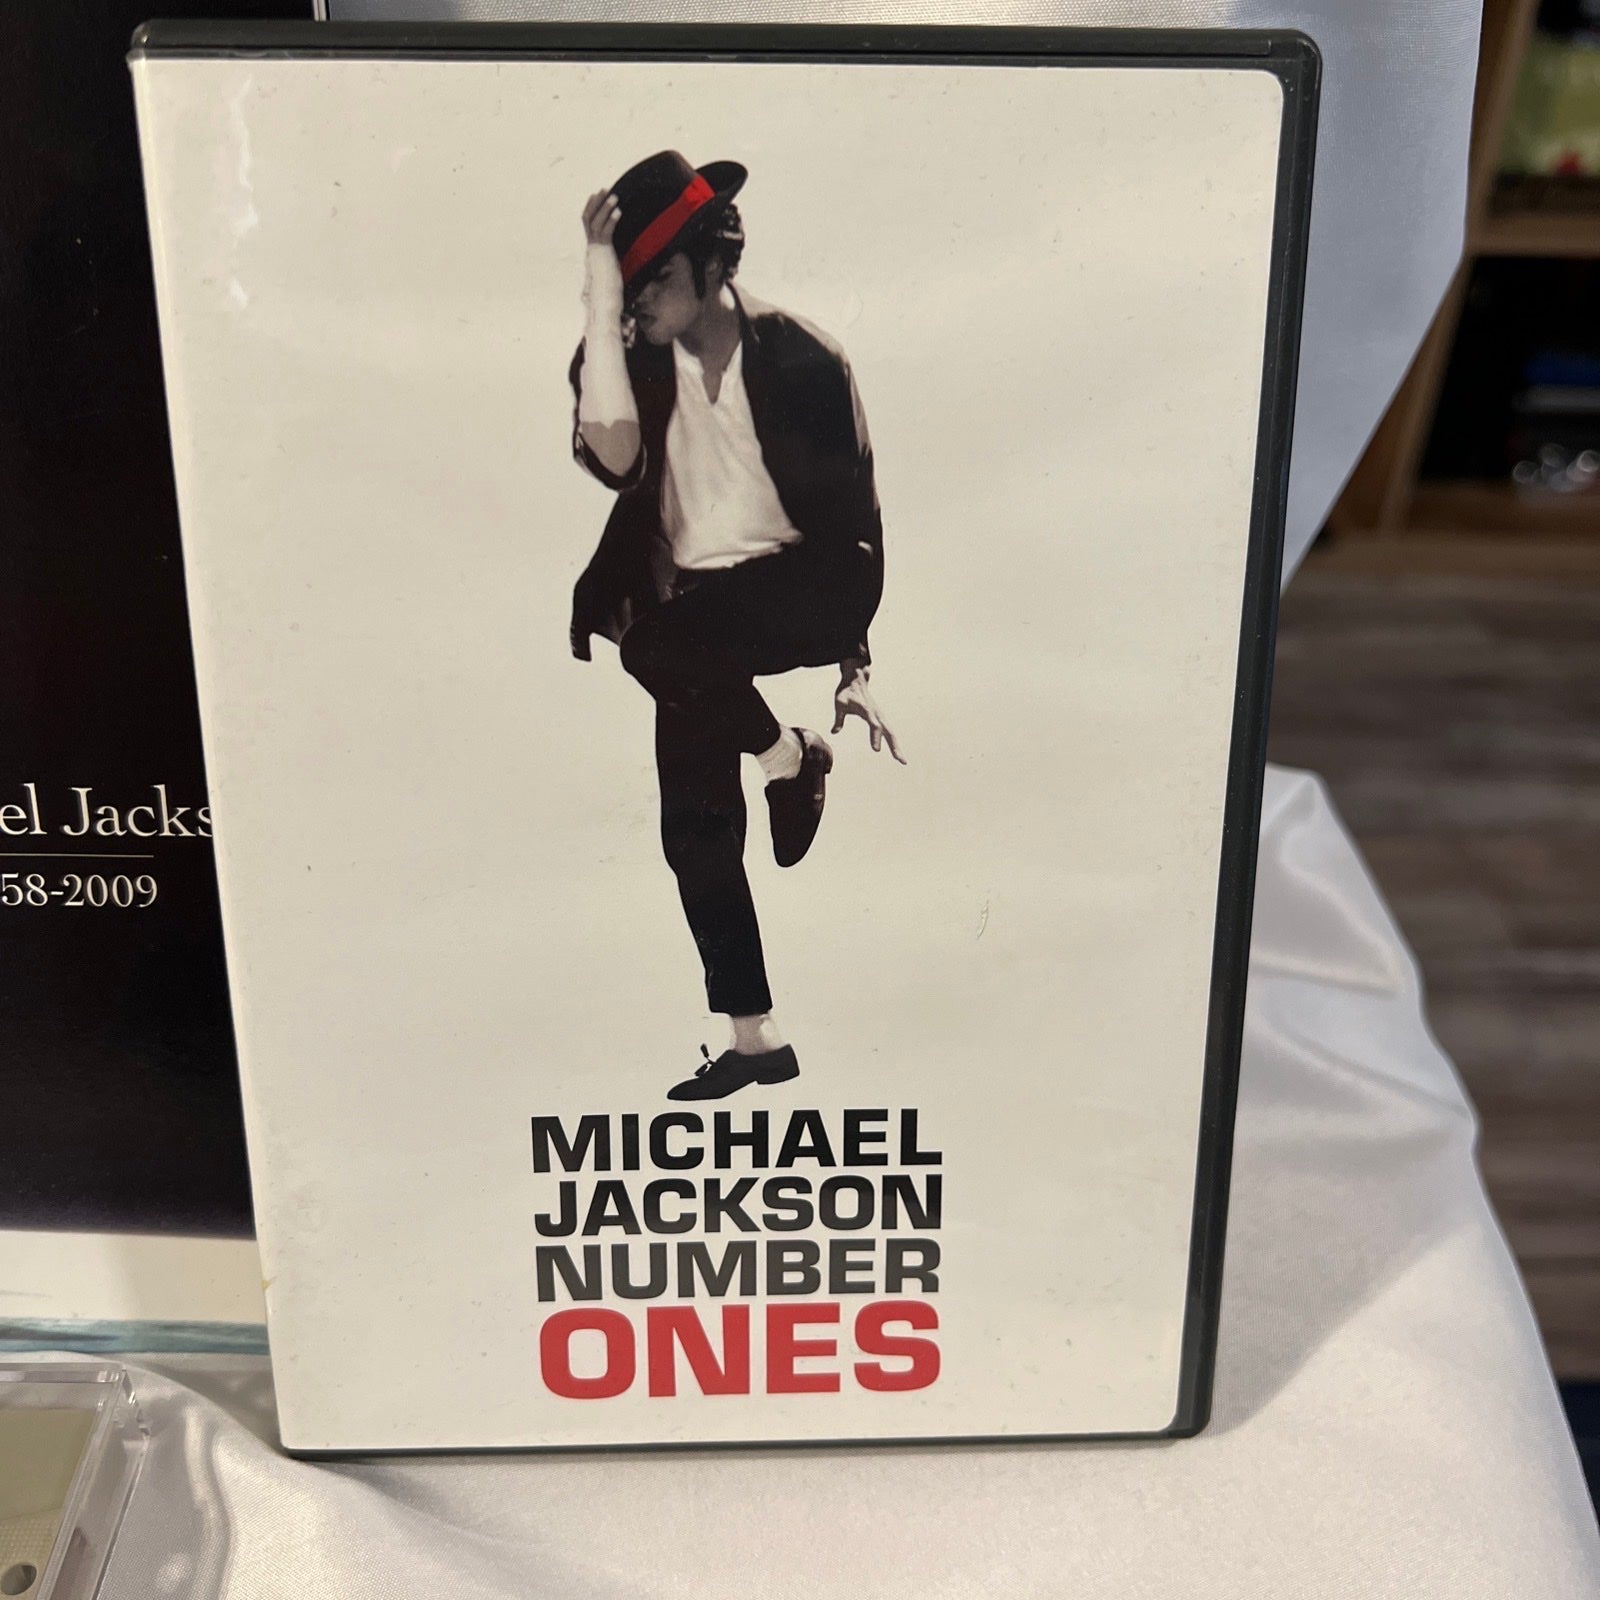 el Jacks
58-2009
MICHAEL
JACKSON
NUMBER
ONES